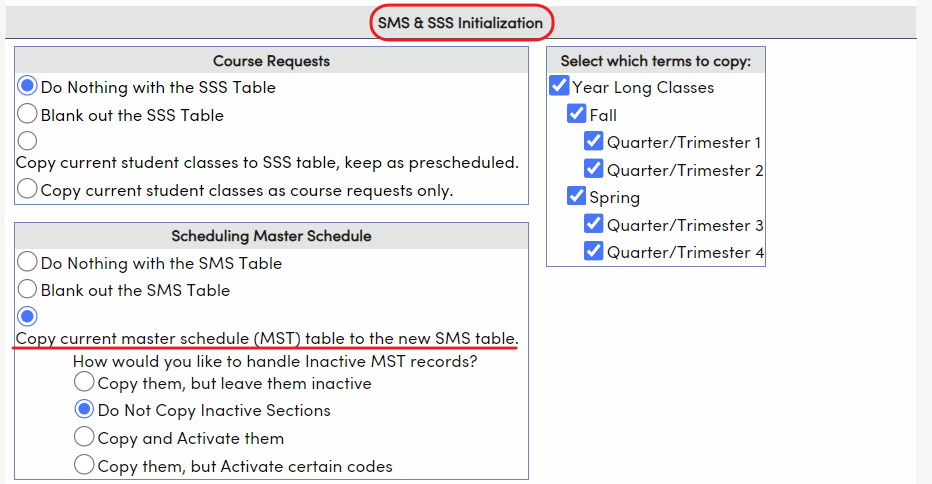 SMS & SSS Initialization
Course Requests
Do Nothing with the SSS Table
Blank out the SSS Table
Copy current student classes to SSS table, keep as prescheduled.
Copy current student classes as course requests only.
Scheduling Master Schedule
Do Nothing with the SMS Table
Blank out the SMS Table
Copy current master schedule (MST) table to the new SMS table.
How would you like to handle Inactive MST records?
Copy them, but leave them inactive
Do Not Copy Inactive Sections
Copy and Activate them
Copy them, but Activate certain codes
Select which terms to copy:
Year Long Classes
Fall
Quarter/Trimester 1
Quarter/Trimester 2
Spring
Quarter/Trimester 3
Quarter/Trimester 4